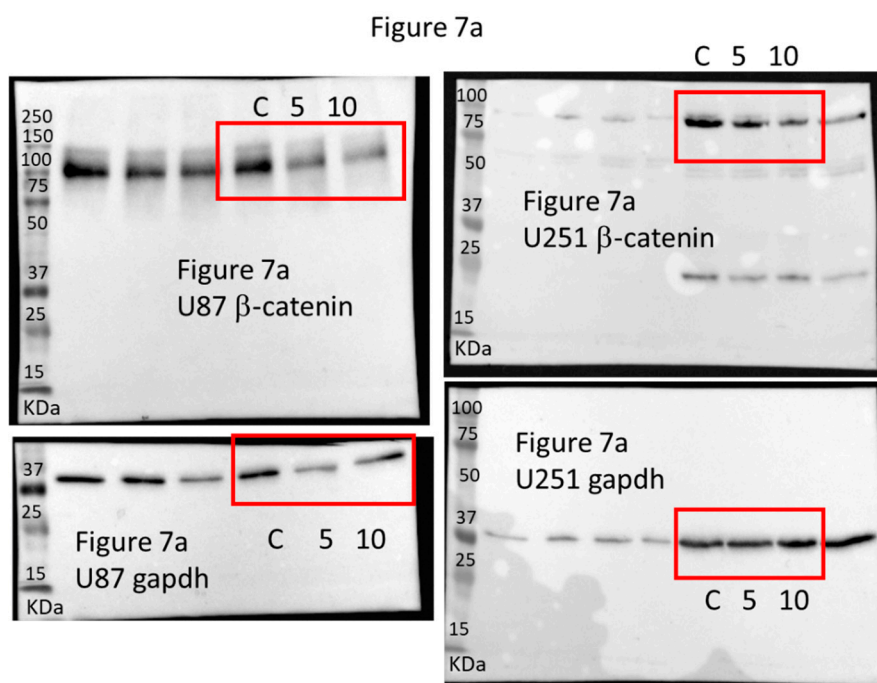 Figure 7a
C 5 10
250
150
100
75
50
37
25
15
KDa
Figure 7a
U87 β-catenin
C 5 10
100
75
50
37
25
15
KDa
Figure 7a
U251 β-catenin
37
25
15
KDa
Figure 7a
U87 gapdh
C 5 10
100
75
50
37
25
15
KDa
Figure 7a
U251 gapdh
C 5 10